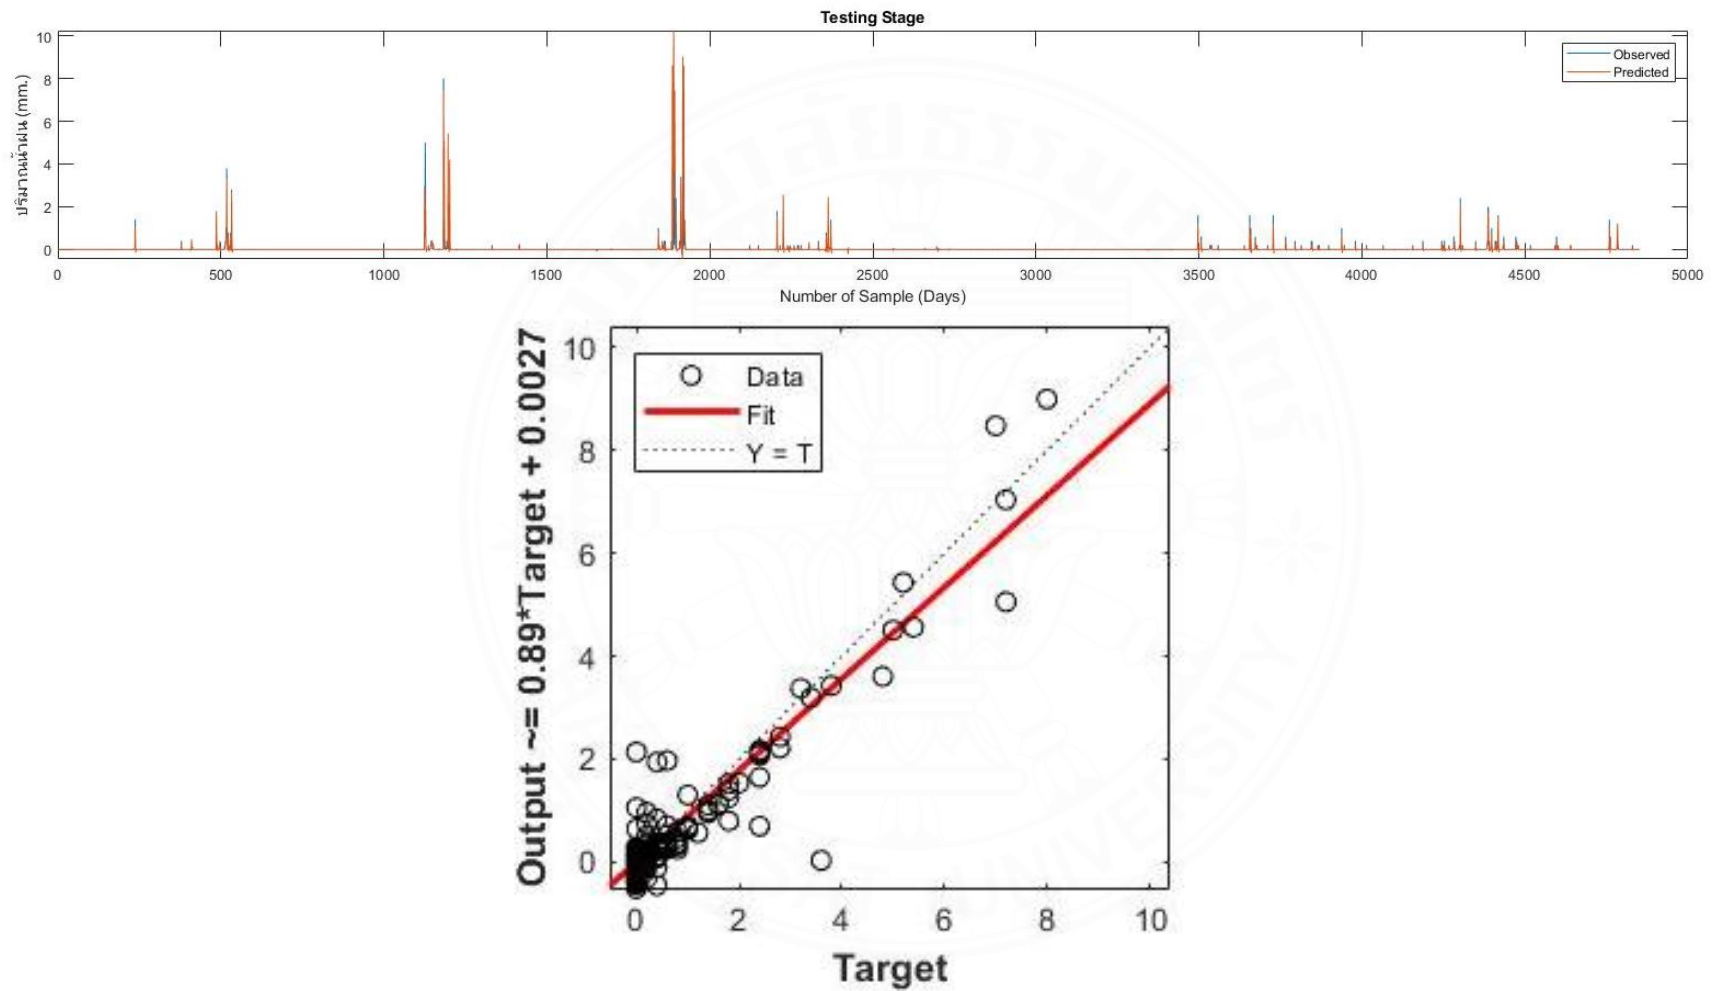 Testing Stage
10
8
6
4
2
0
ปริมาณน้ำฝน (mm.)
Observed
Predicted
0 500 1000 1500 2000 2500 3000 3500 4000 4500 5000
Number of Sample (Days)
Output ~= 0.89*Target + 0.0027
10
8
6
4
2
0
Data
Fit
Y = T
0 2 4 6 8 10
Target
UNIVERSITY